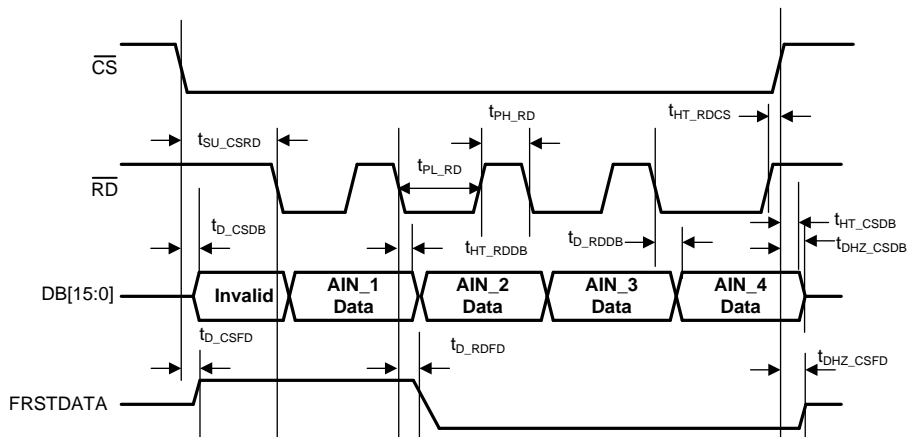 CS
tPH_RD
tHT_RDCS
tSU_CSRD
tPL_RD
RD
tD_CSDB
tHT_RDDB
tD_RDDB
tHT_CSDB
tDHZ_CSDB
DB[15:0]
Invalid
AIN_1
Data
AIN_2
Data
AIN_3
Data
AIN_4
Data
tD_CSFD
tD_RDFD
tDHZ_CSFD
FRSTDATA